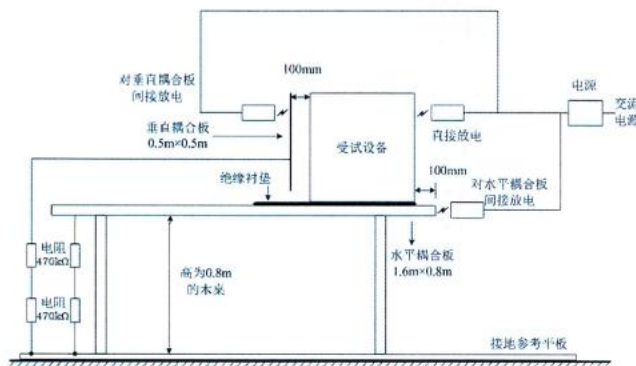 100mm
电源
对垂直耦合板
间接放电
交流
电源
垂直耦合板
0.5m×0.5m
直接放电
受试设备
100mm
绝缘衬垫
对水平耦合板
间接放电
水平耦合板
1.6m×0.8m
电阻
470kΩ
高为0.8m
的木桌
电阻
470kΩ
接地参考平板